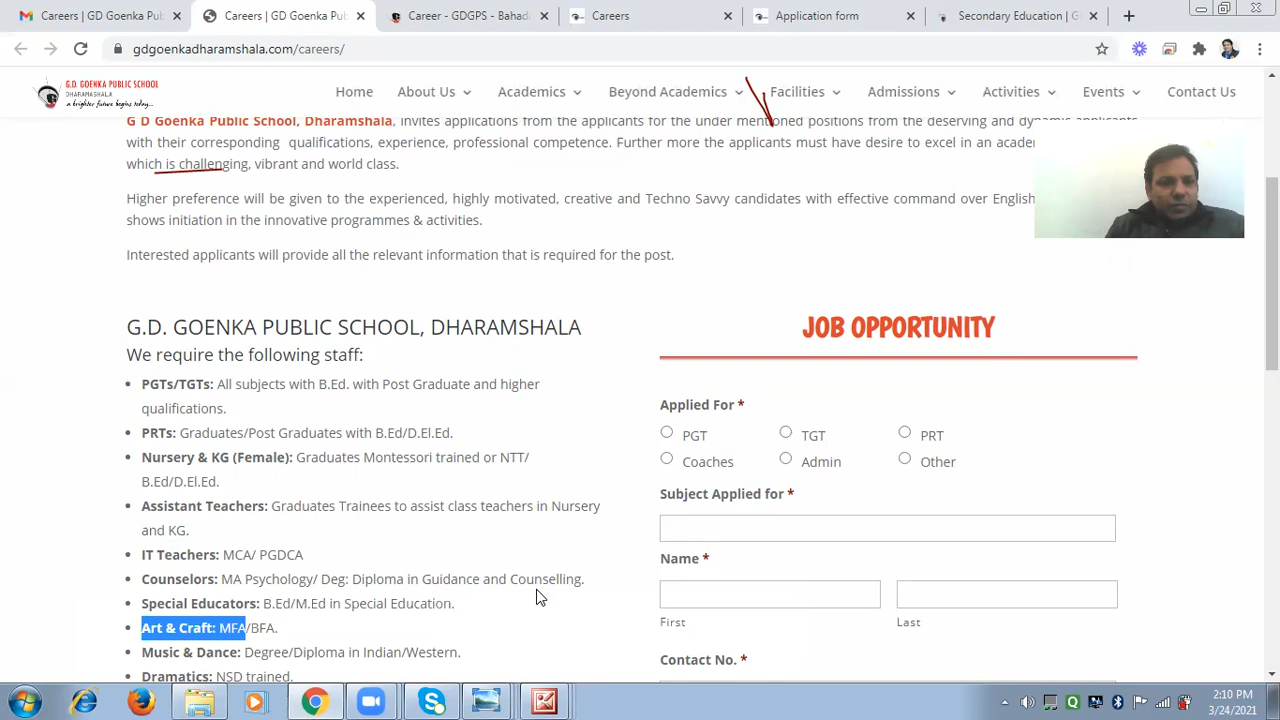 Careers | GD Goenka Pub
Careers | GD Goenka Pu
Career - GDGPS - Bahad
Careers
Application form
Secondary Education | G
gdgoenkadharamshala.com/careers/
G.D. GOENKA PUBLIC SCHOOL
DHARAMSHALA
a brighter future begins today...
Home
About Us
Academics
Beyond Academics
Facilities
Admissions
Activities
Events
Contact Us
G D Goenka Public School, Dharamshala, invites applications from the applicants for the under mentioned positions from the deserving and dynamic applicants
with their corresponding qualifications, experience, professional competence. Further more the applicants must have desire to excel in an acade
which is challenging, vibrant and world class.
Higher preference will be given to the experienced, highly motivated, creative and Techno Savvy candidates with effective command over English
shows initiation in the innovative programmes & activities.
Interested applicants will provide all the relevant information that is required for the post.
G.D. GOENKA PUBLIC SCHOOL, DHARAMSHALA
We require the following staff:
• PGTs/TGTs: All subjects with B.Ed. with Post Graduate and higher
qualifications.
• PRTs: Graduates/Post Graduates with B.Ed/D.El.Ed.
• Nursery & KG (Female): Graduates Montessori trained or NTT/
B.Ed/D.El.Ed.
• Assistant Teachers: Graduates Trainees to assist class teachers in Nursery
and KG.
• IT Teachers: MCA/ PGDCA
• Counselors: MA Psychology/ Deg: Diploma in Guidance and Counselling.
• Special Educators: B.Ed/M.Ed in Special Education.
• Art & Craft: MFA/BFA.
• Music & Dance: Degree/Diploma in Indian/Western.
• Dramatics: NSD trained.
JOB OPPORTUNITY
Applied For *
PGT
TGT
PRT
Coaches
Admin
Other
Subject Applied for *
Name *
First
Last
Contact No. *
2:10 PM
3/24/2021